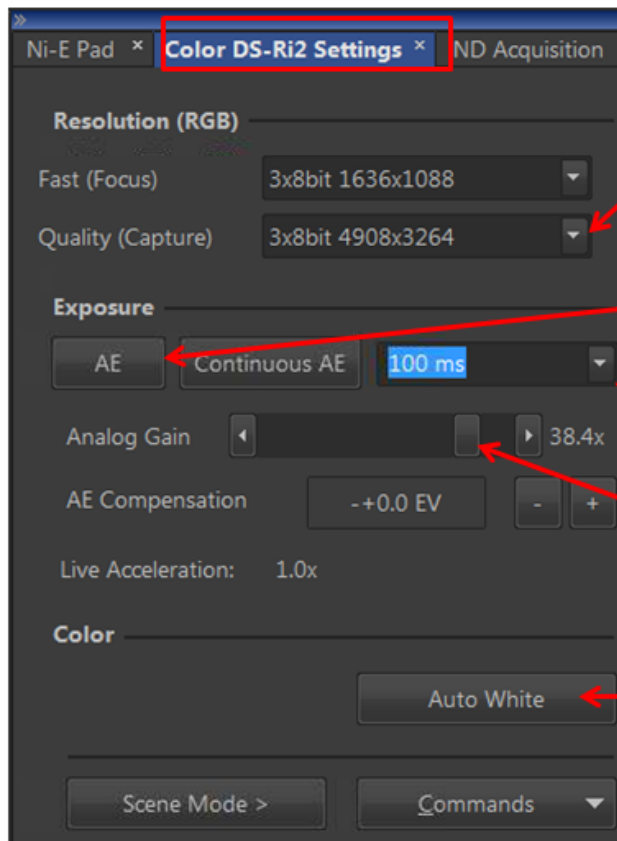 »
Ni-E Pad × Color DS-Ri2 Settings × ND Acquisition
Resolution (RGB)
Fast (Focus) 3x8bit 1636x1088
Quality (Capture) 3x8bit 4908x3264
Exposure
AE Continuous AE 100 ms
Analog Gain 38.4x
AE Compensation -+0.0 EV - +
Live Acceleration: 1.0x
Color
Auto White
Scene Mode > Commands